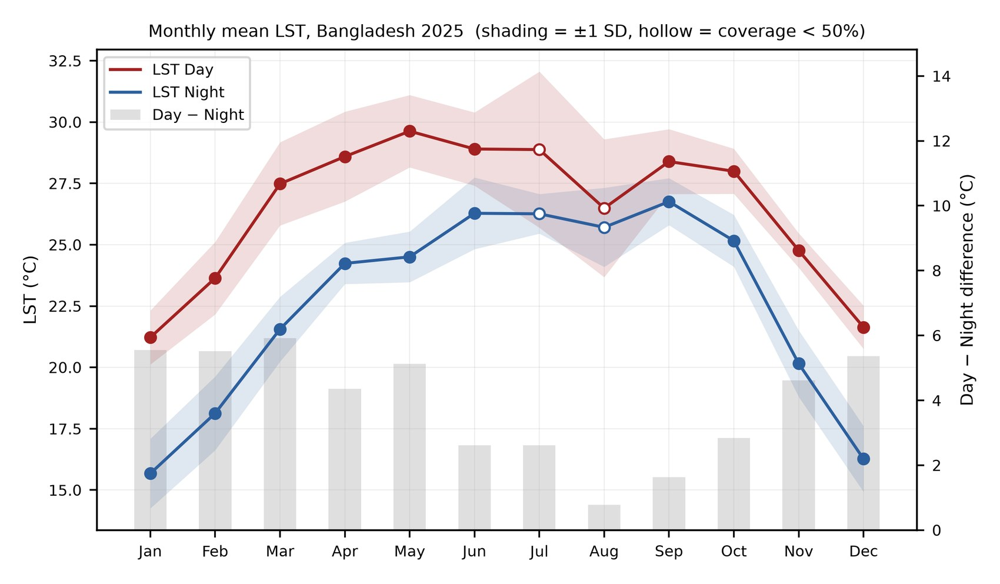 Monthly mean LST, Bangladesh 2025  (shading = ±1 SD, hollow = coverage < 50%)
LST Day
LST Night
Day − Night
LST (°C)
32.5
30.0
27.5
25.0
22.5
20.0
17.5
15.0
Day − Night difference (°C)
14
12
10
8
6
4
2
0
Jan Feb Mar Apr May Jun Jul Aug Sep Oct Nov Dec